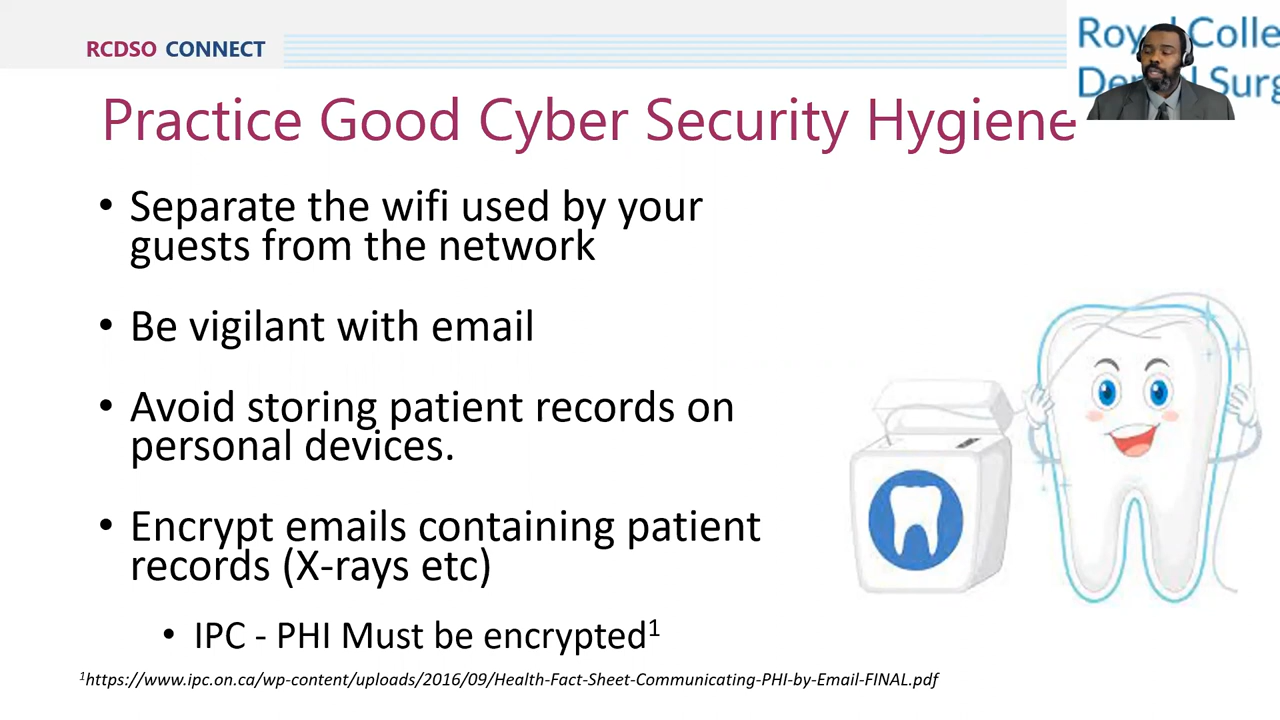 RCDSO CONNECT
Colle
Surg
Practice Good Cyber Security Hygiene
• Separate the wifi used by your
guests from the network
• Be vigilant with email
• Avoid storing patient records on
personal devices.
• Encrypt emails containing patient
records (X-rays etc)
• IPC - PHI Must be encrypted¹
¹https://www.ipc.on.ca/wp-content/uploads/2016/09/Health-Fact-Sheet-Communicating-PHI-by-Email-FINAL.pdf